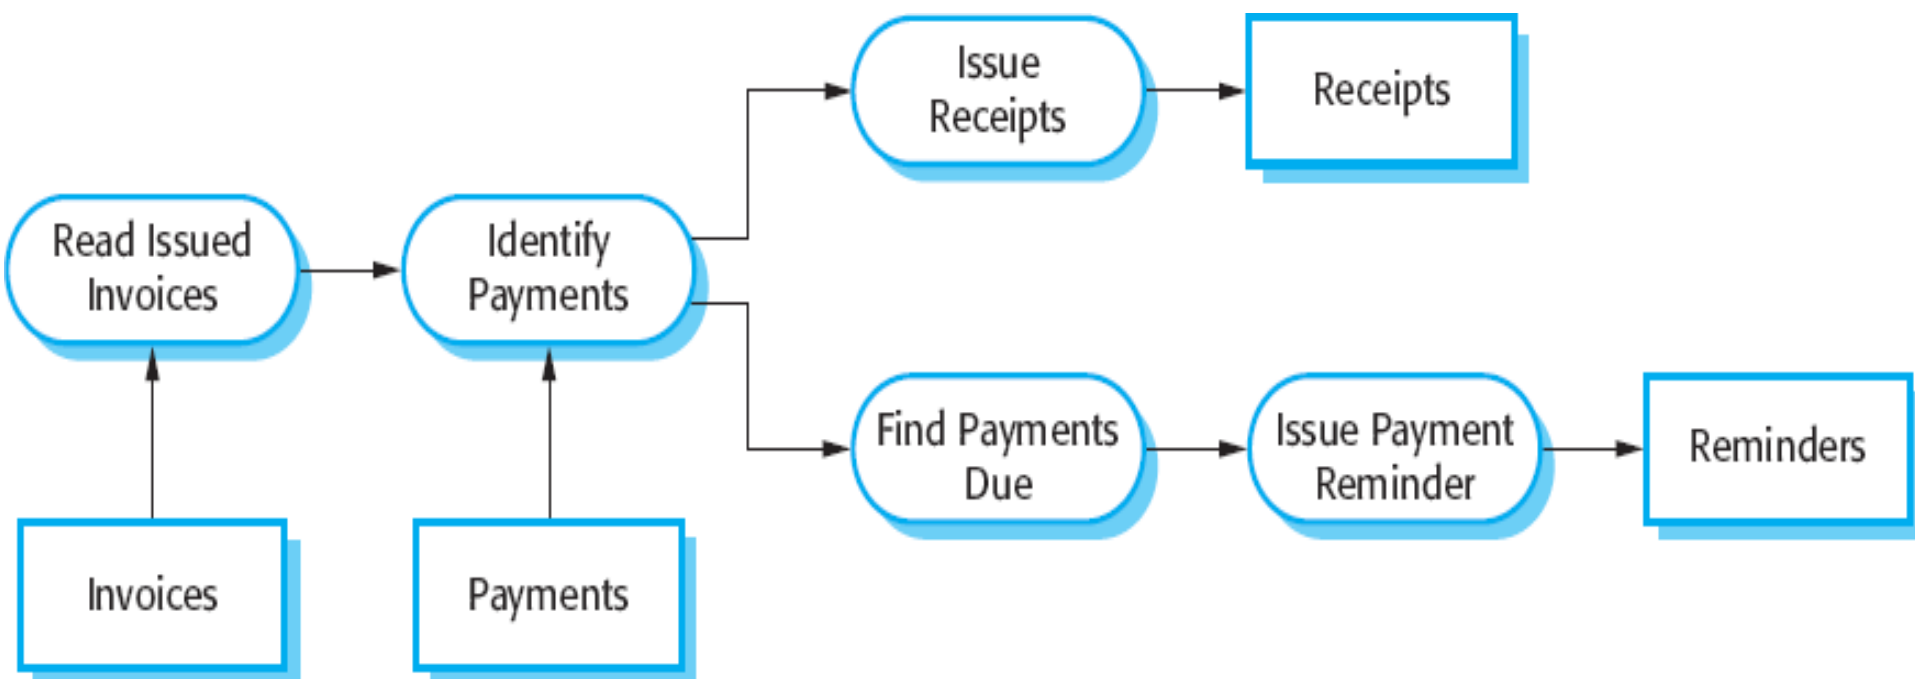 Issue
Receipts
Receipts
Read Issued
Invoices
Identify
Payments
Find Payments
Due
Issue Payment
Reminder
Reminders
Invoices
Payments